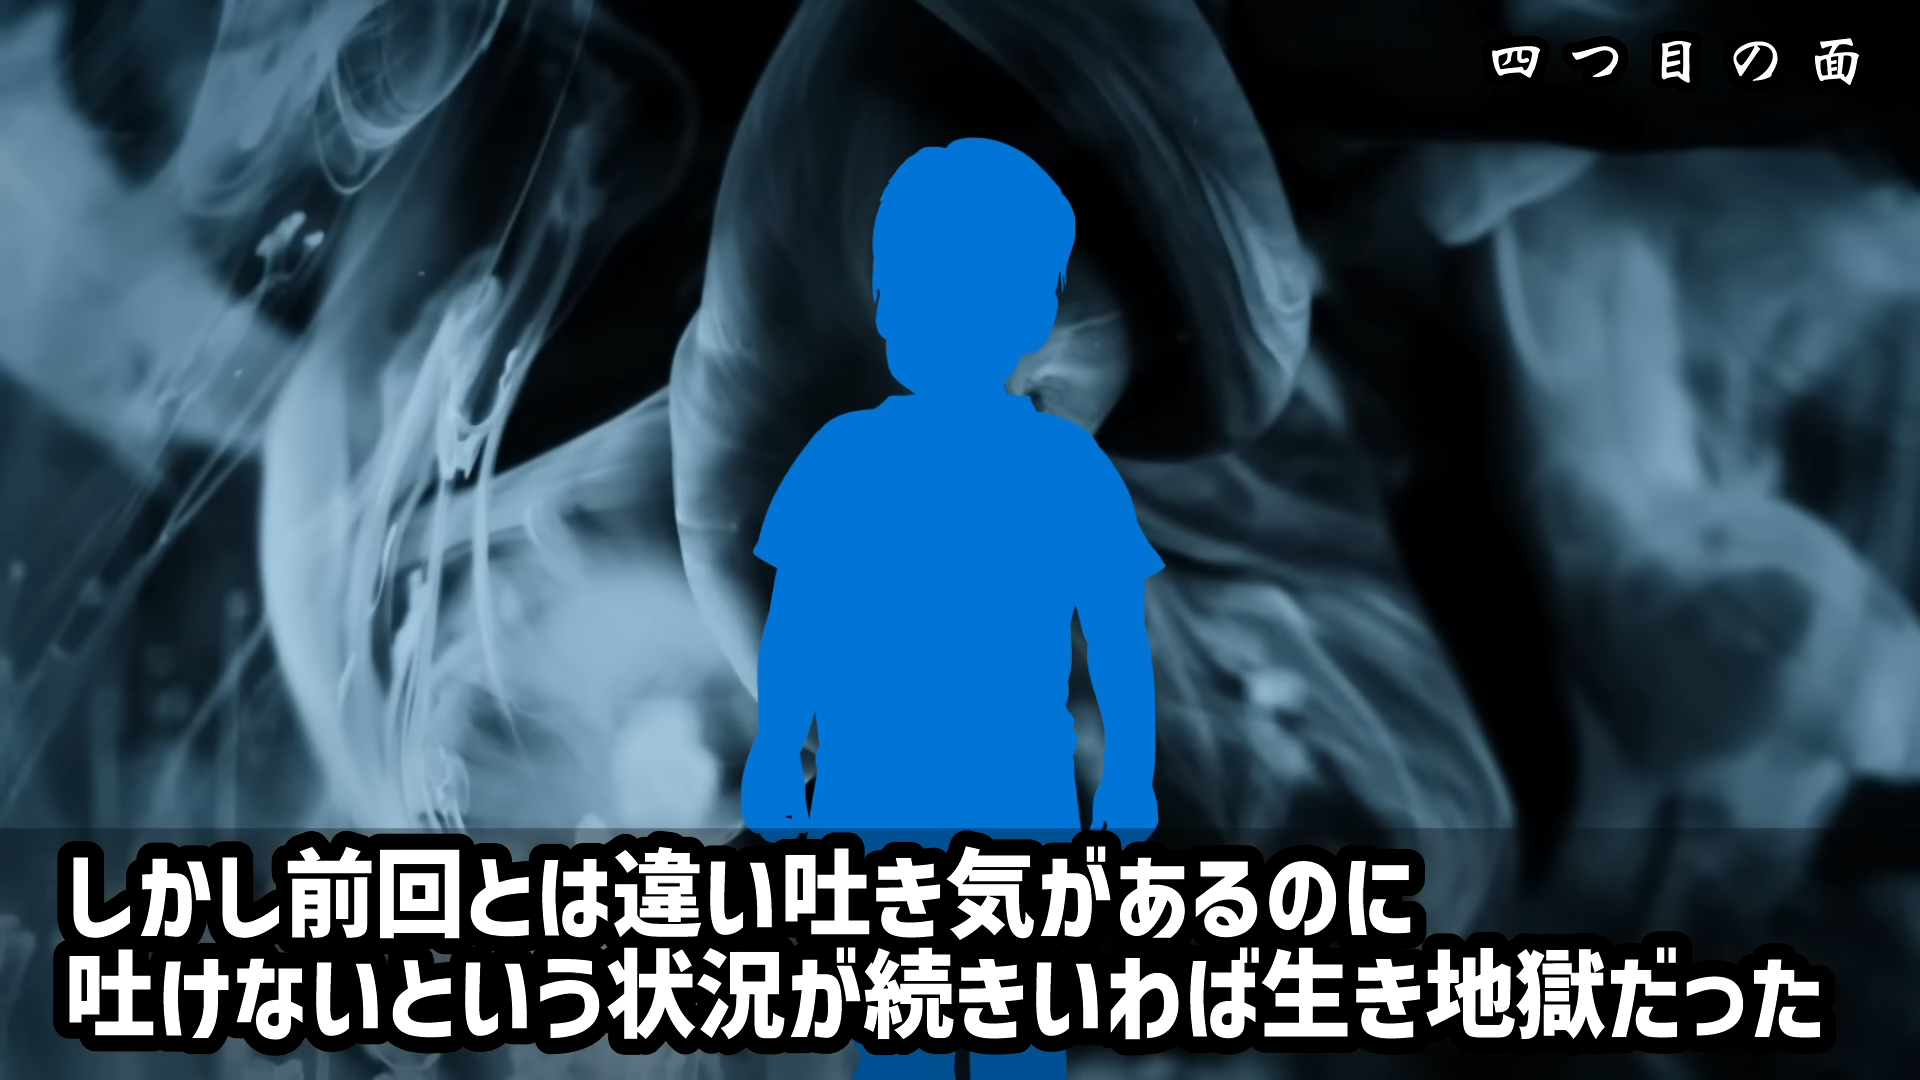 四つ目の面
しかし前回とは違い吐き気があるのに
吐けないという状況が続きいわば生き地獄だった